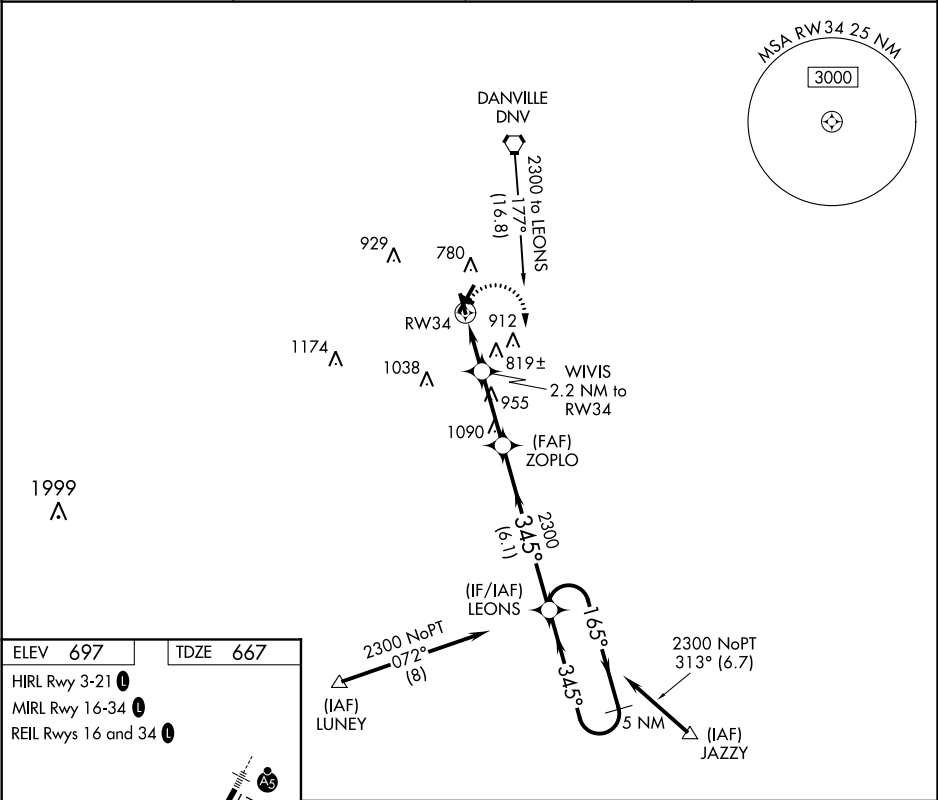 MSA RW34 25 NM
3000
DANVILLE
DNV
2300 to LEONS
177°
(16.8)
929
780
RW34
912
1174
819±
1038
WIVIS
2.2 NM to
RW34
955
1090
(FAF)
ZOPLO
1999
2300
345°
(6.1)
(IF/IAF)
LEONS
165°
2300 NoPT
072°
(8)
2300 NoPT
313° (6.7)
345°
5 NM
(IAF)
LUNEY
(IAF)
JAZZY
ELEV 697
TDZE 667
HIRL Rwy 3-21 L
MIRL Rwy 16-34 L
REIL Rwys 16 and 34 L
A5